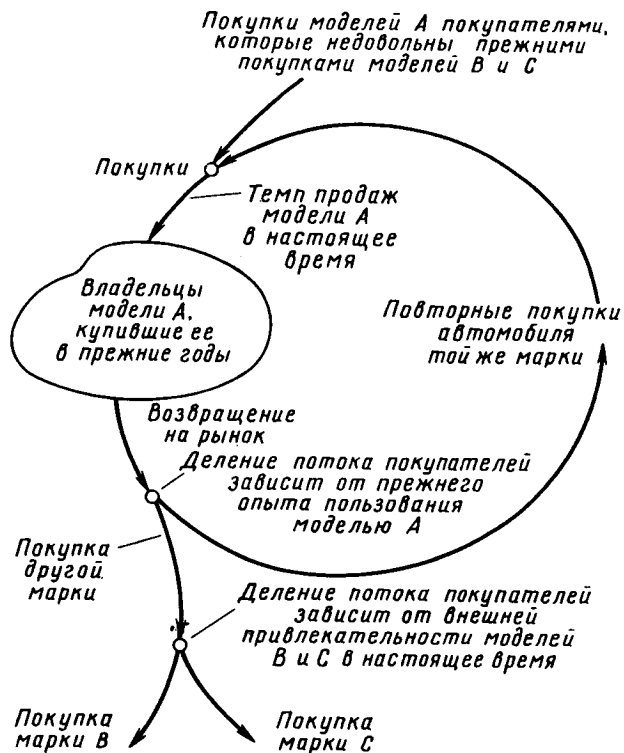 Покупки моделей А покупателями,
которые недовольны прежними
покупками моделей В и С
Покупки
Темп продаж
модели А
в настоящее
время
Владельцы
модели А,
купившие ее
в прежние годы
Повторные покупки
автомобиля
той же марки
Возвращение
на рынок
Деление потока покупателей
зависит от прежнего
опыта пользования
моделью А
Покупка
другой
марки
Деление потока покупателей
зависит от внешней
привлекательности моделей
В и С в настоящее время
Покупка
марки В
Покупка
марки С